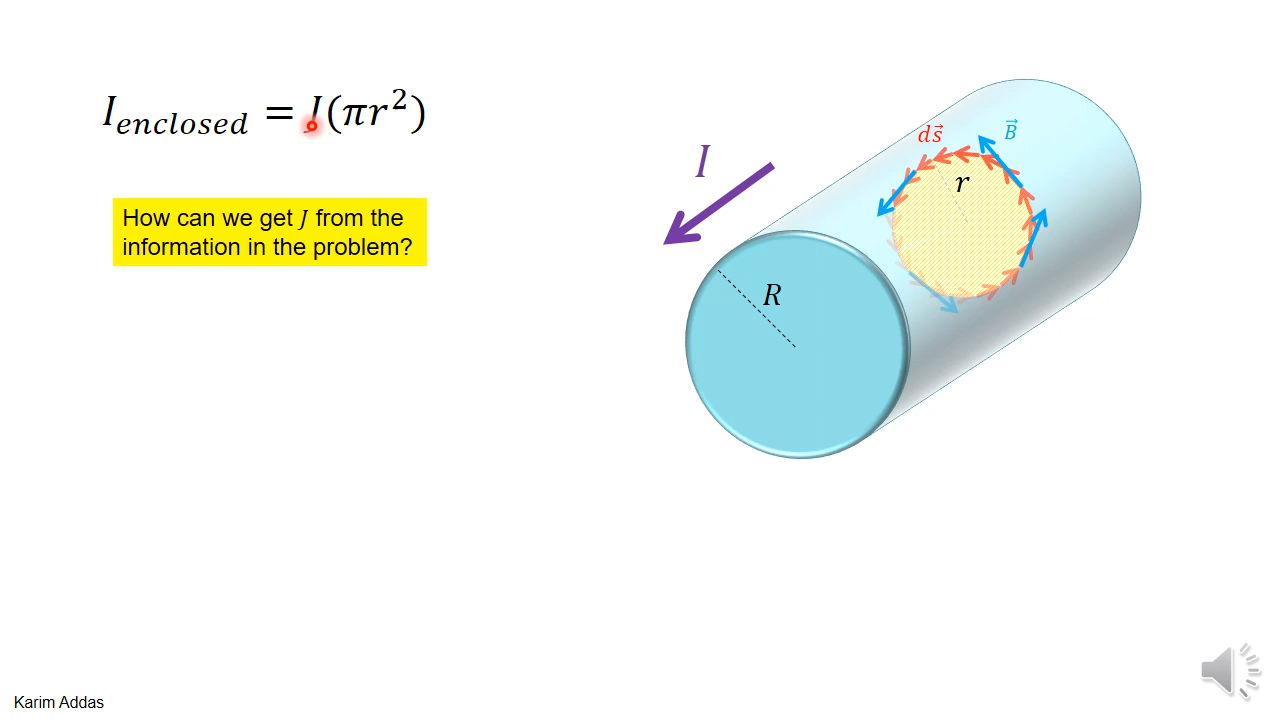 I_enclosed = J(πr²)
How can we get J from the
information in the problem?
I
R
ds⃗
B⃗
r
Karim Addas